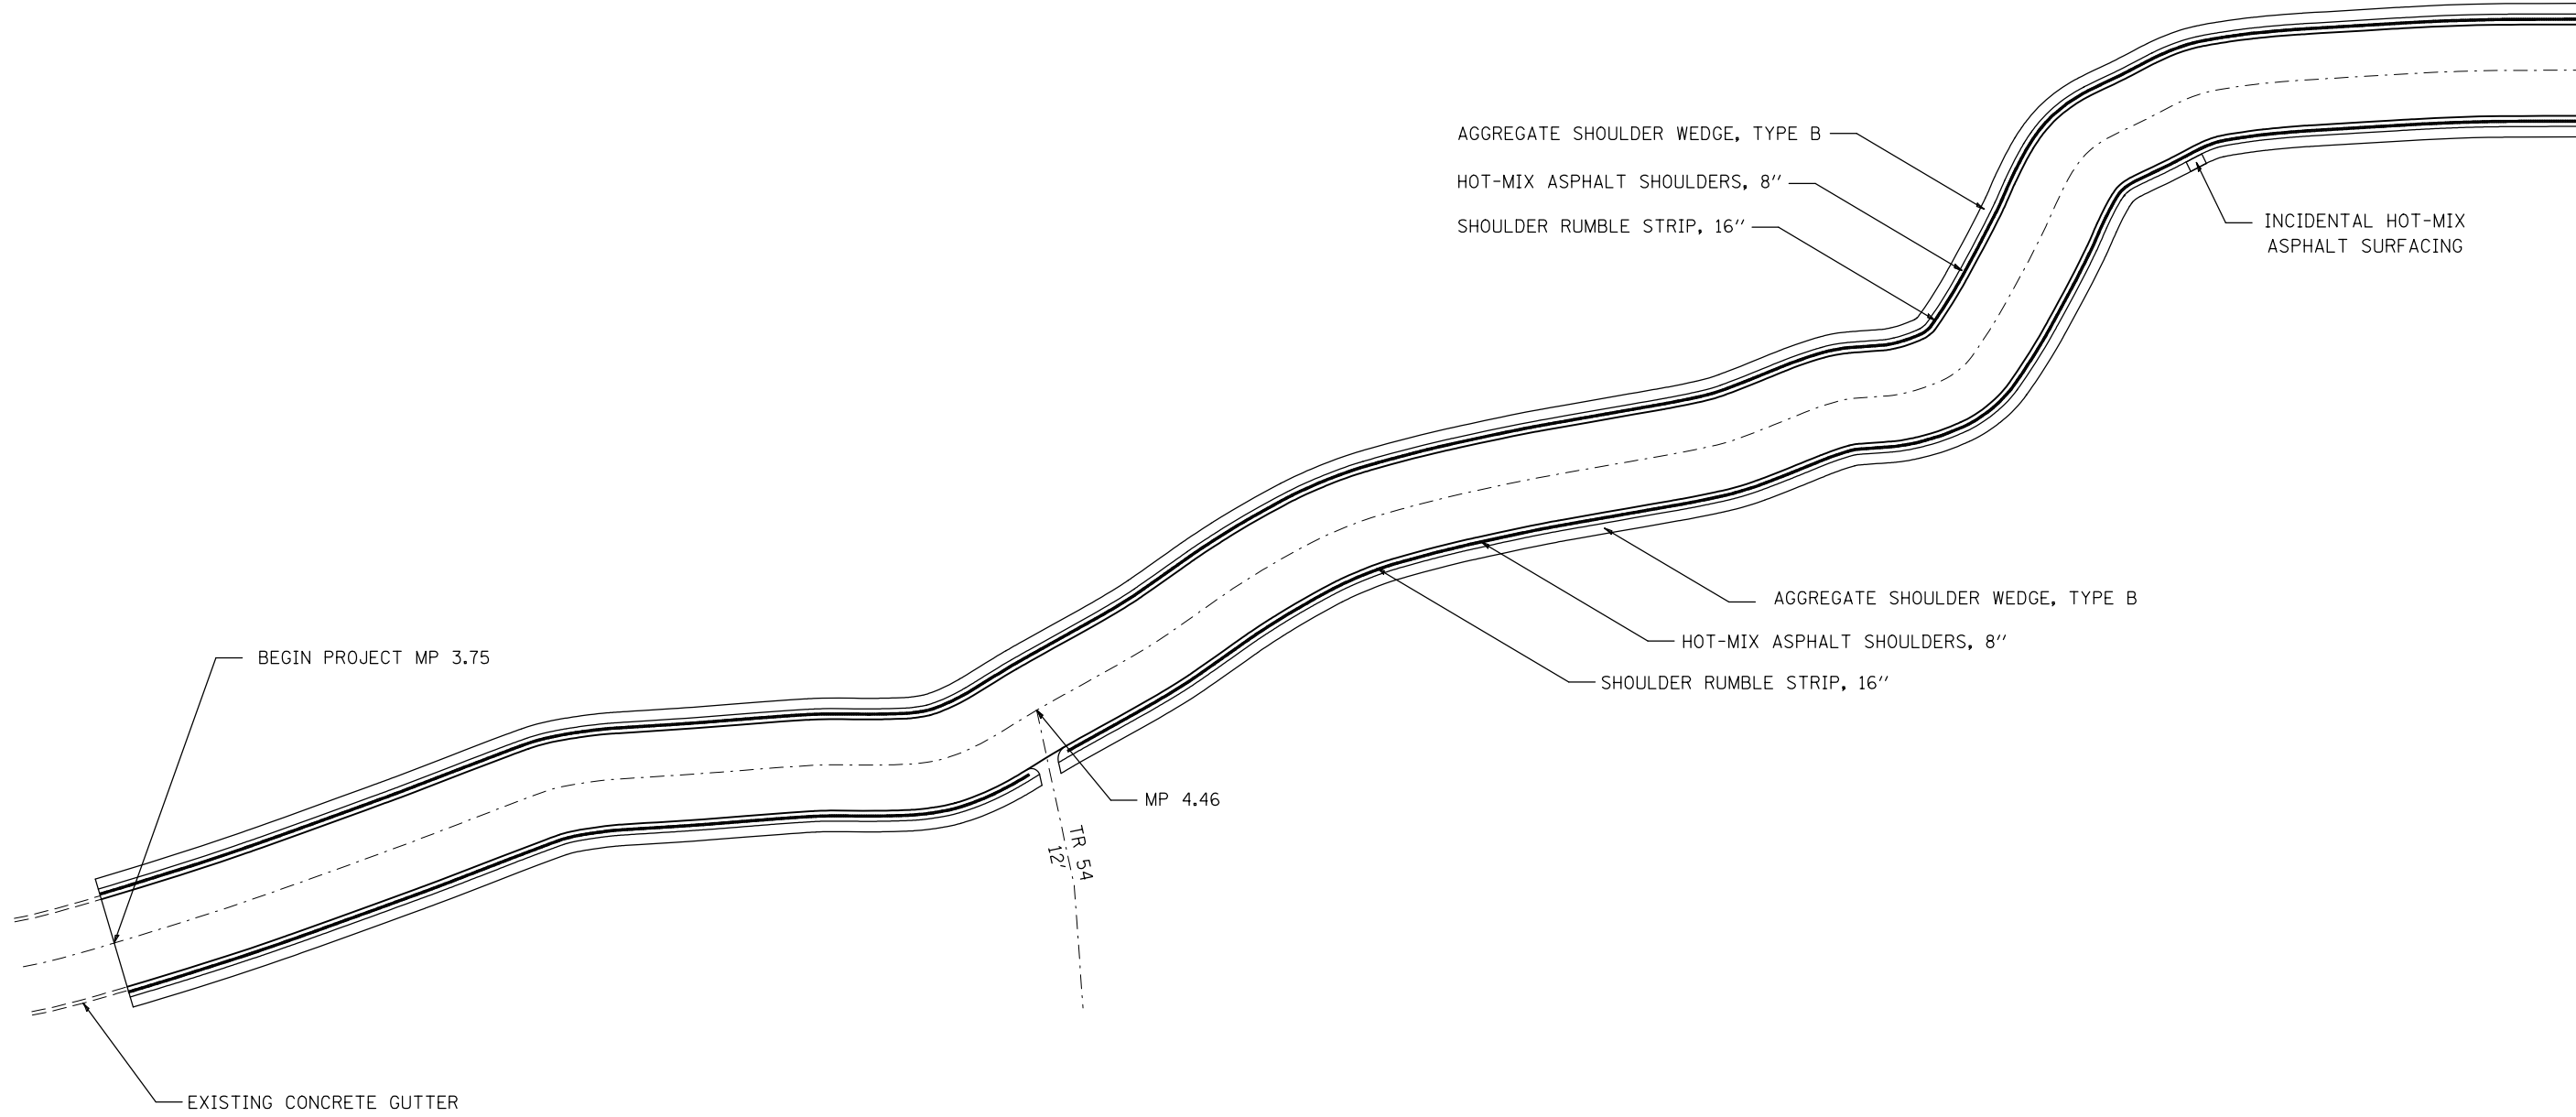 AGGREGATE SHOULDER WEDGE, TYPE B
HOT-MIX ASPHALT SHOULDERS, 8"
SHOULDER RUMBLE STRIP, 16"
INCIDENTAL HOT-MIX
ASPHALT SURFACING
AGGREGATE SHOULDER WEDGE, TYPE B
HOT-MIX ASPHALT SHOULDERS, 8"
SHOULDER RUMBLE STRIP, 16"
BEGIN PROJECT MP 3.75
MP 4.46
TR 54
12'
EXISTING CONCRETE GUTTER